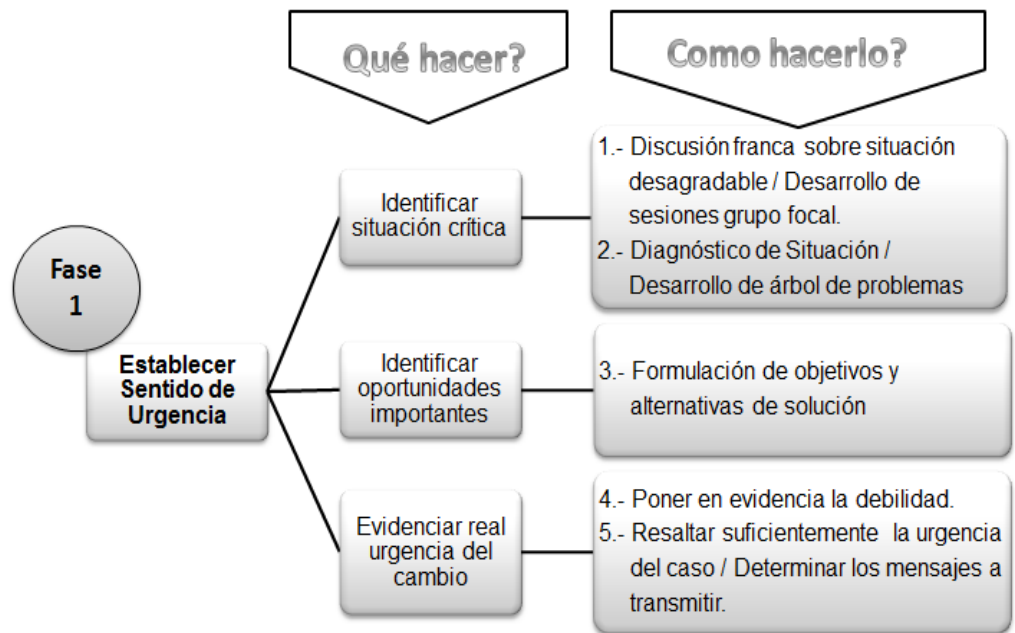 Qué hacer?
Como hacerlo?
Fase
1
Establecer
Sentido de
Urgencia
Identificar
situación crítica
1.- Discusión franca sobre situación
desagradable / Desarrollo de
sesiones grupo focal.
2.- Diagnóstico de Situación /
Desarrollo de árbol de problemas
Identificar
oportunidades
importantes
3.- Formulación de objetivos y
alternativas de solución
Evidenciar real
urgencia del
cambio
4.- Poner en evidencia la debilidad.
5.- Resaltar suficientemente la urgencia
del caso / Determinar los mensajes a
transmitir.